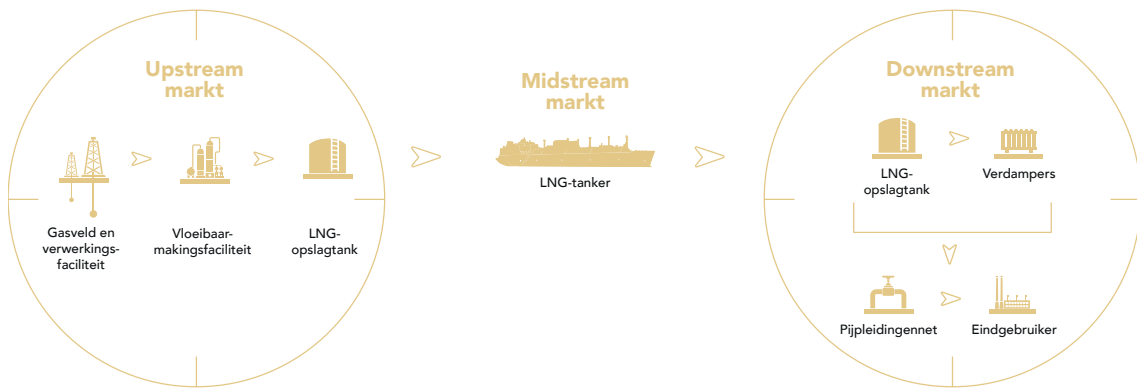 Upstream
markt
Gasveld en
verwerkings-
faciliteit
Vloeibaar-
makingsfaciliteit
LNG-
opslagtank
Midstream
markt
LNG-tanker
Downstream
markt
LNG-
opslagtank
Verdampers
Pijpleidingennet
Eindgebruiker